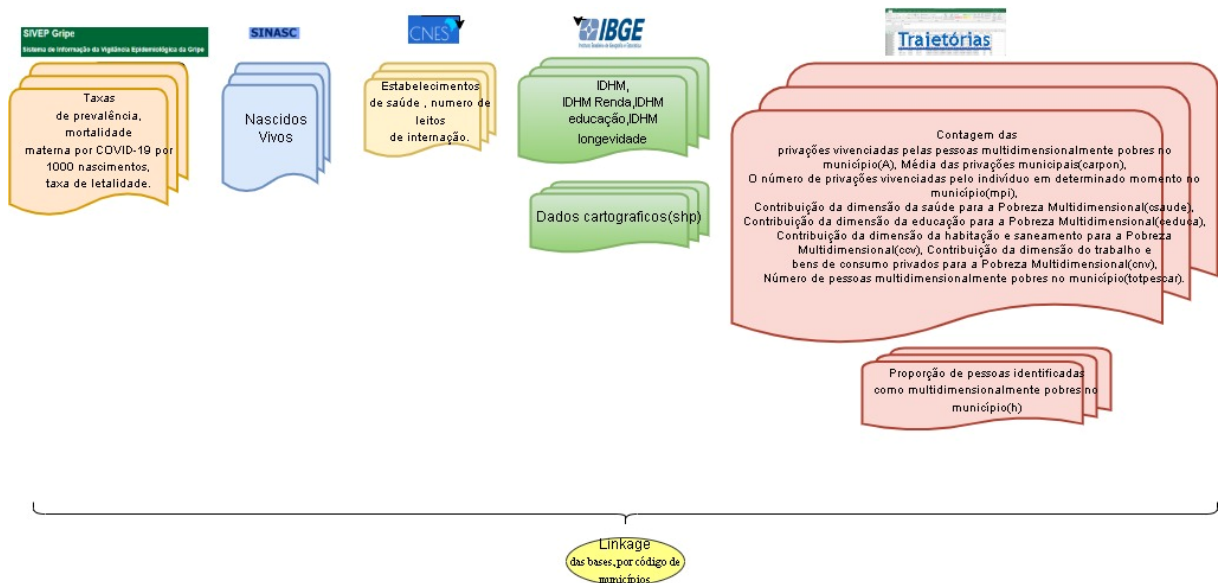 SIVEP Gripe
Sistema de Informação da Vigilância Epidemiológica da Gripe
Taxas
de prevalência,
mortalidade
materna por COVID-19 por
1000 nascimentos,
taxa de letalidade.
SINASC
Nascidos
Vivos
CNES
Estabelecimentos
de saúde , numero de
leitos
de internação.
IBGE
Instituto Brasileiro de Geografia e Estatística
IDHM,
IDHM Renda,IDHM
educação,IDHM
longevidade
Dados cartograficos(shp)
Trajetórias
Contagem das
privações vivenciadas pelas pessoas multidimensionalmente pobres no
município(A), Média das privações municipais(carpon),
O número de privações vivenciadas pelo indivíduo em determinado momento no
município(mpi),
Contribuição da dimensão da saúde para a Pobreza Multidimensional(csaude),
Contribuição da dimensão da educação para a Pobreza Multidimensional(ceduca),
Contribuição da dimensão da habitação e saneamento para a Pobreza
Multidimensional(ccv), Contribuição da dimensão do trabalho e
bens de consumo privados para a Pobreza Multidimensional(cnv),
Número de pessoas multidimensionalmente pobres no município(totpescar).
Proporção de pessoas identificadas
como multidimensionalmente pobres no
município(h)
Linkage
das bases,por código de
municípios